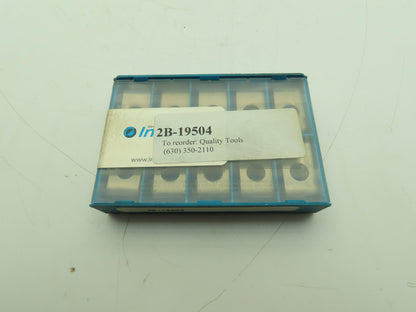 In
2B-19504
To reorder: Quality Tools
(630) 350-2110
www.in